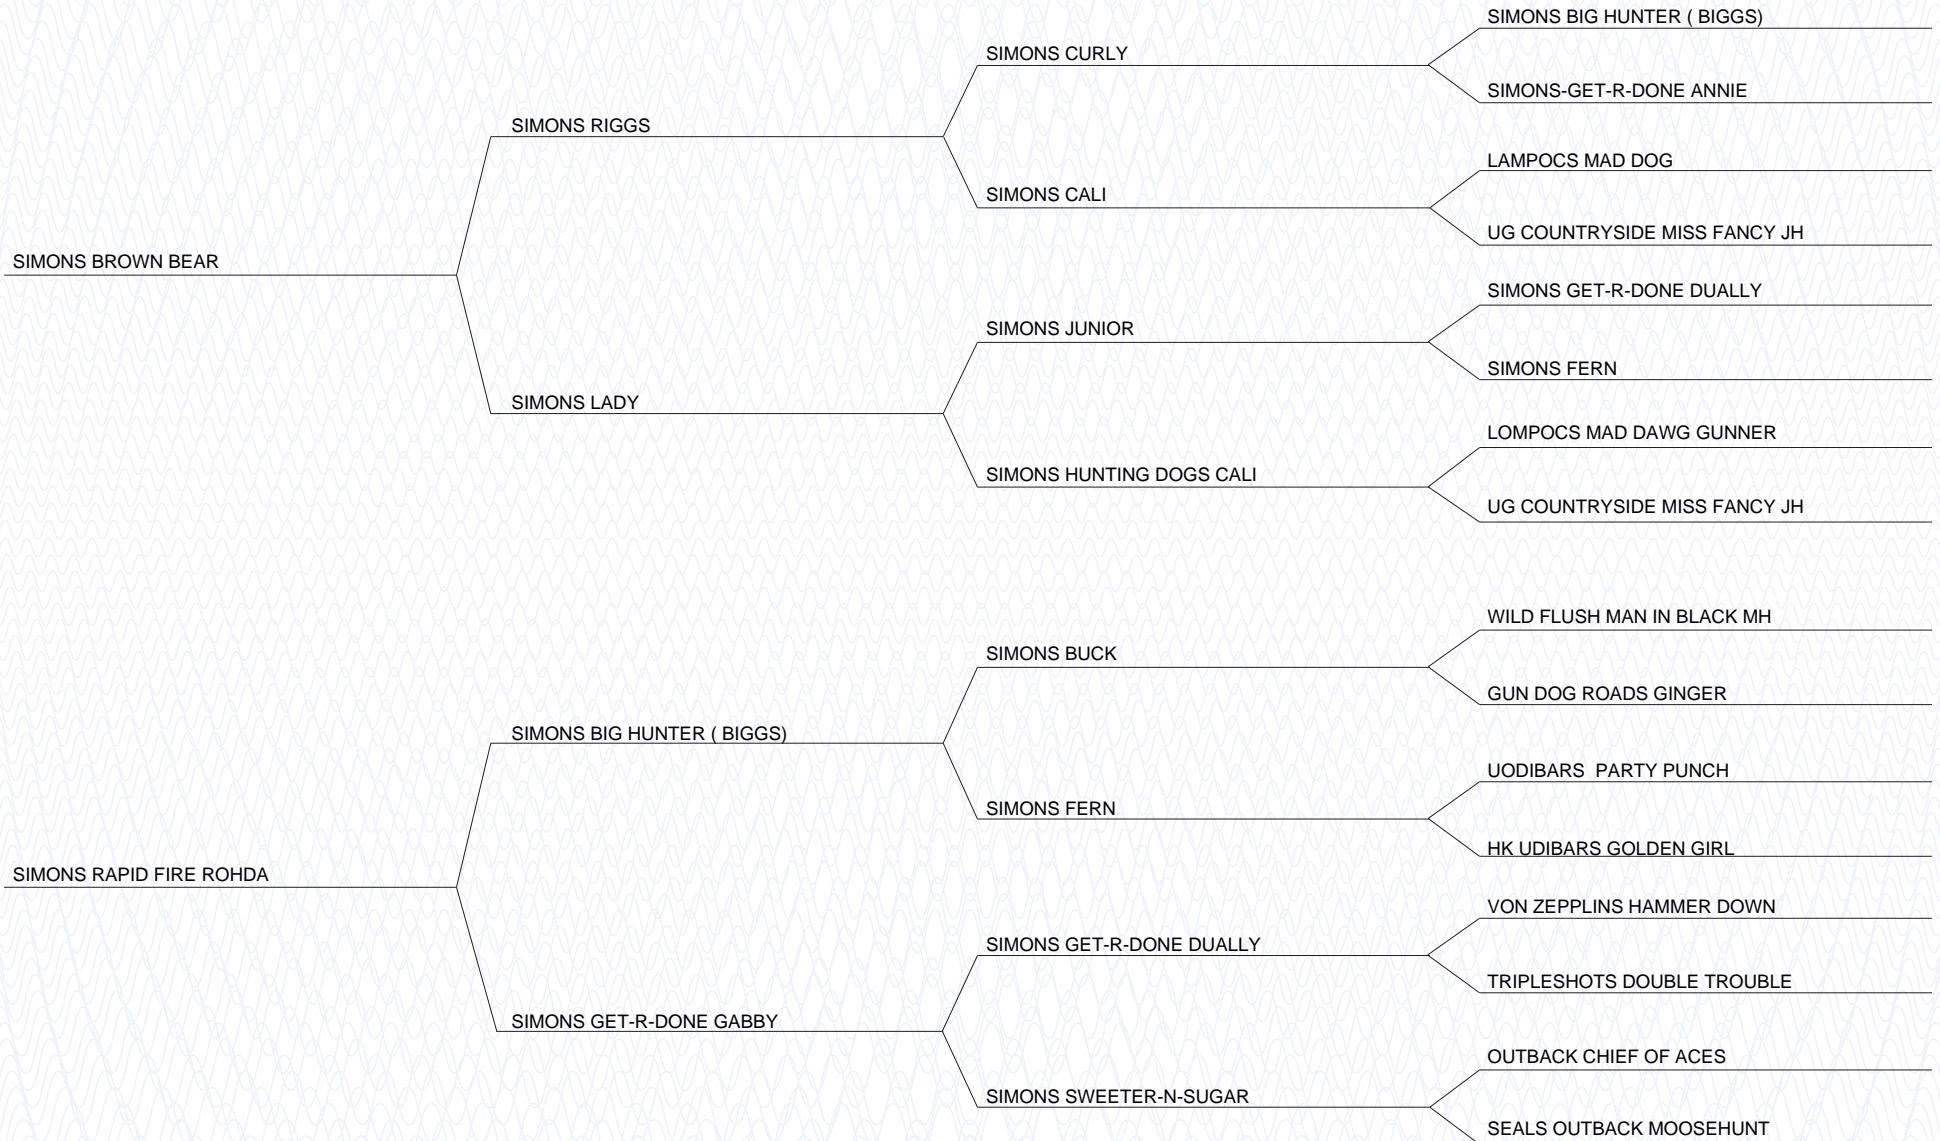 SIMONS BIG HUNTER ( BIGGS)
SIMONS CURLY
SIMONS-GET-R-DONE ANNIE
SIMONS RIGGS
LAMPOCS MAD DOG
SIMONS CALI
UG COUNTRYSIDE MISS FANCY JH
SIMONS BROWN BEAR
SIMONS GET-R-DONE DUALLY
SIMONS JUNIOR
SIMONS FERN
SIMONS LADY
LOMPOCS MAD DAWG GUNNER
SIMONS HUNTING DOGS CALI
UG COUNTRYSIDE MISS FANCY JH
WILD FLUSH MAN IN BLACK MH
SIMONS BUCK
GUN DOG ROADS GINGER
SIMONS BIG HUNTER ( BIGGS)
UODIBARS  PARTY PUNCH
SIMONS FERN
HK UDIBARS GOLDEN GIRL
SIMONS RAPID FIRE ROHDA
VON ZEPPLINS HAMMER DOWN
SIMONS GET-R-DONE DUALLY
TRIPLESHOTS DOUBLE TROUBLE
SIMONS GET-R-DONE GABBY
OUTBACK CHIEF OF ACES
SIMONS SWEETER-N-SUGAR
SEALS OUTBACK MOOSEHUNT